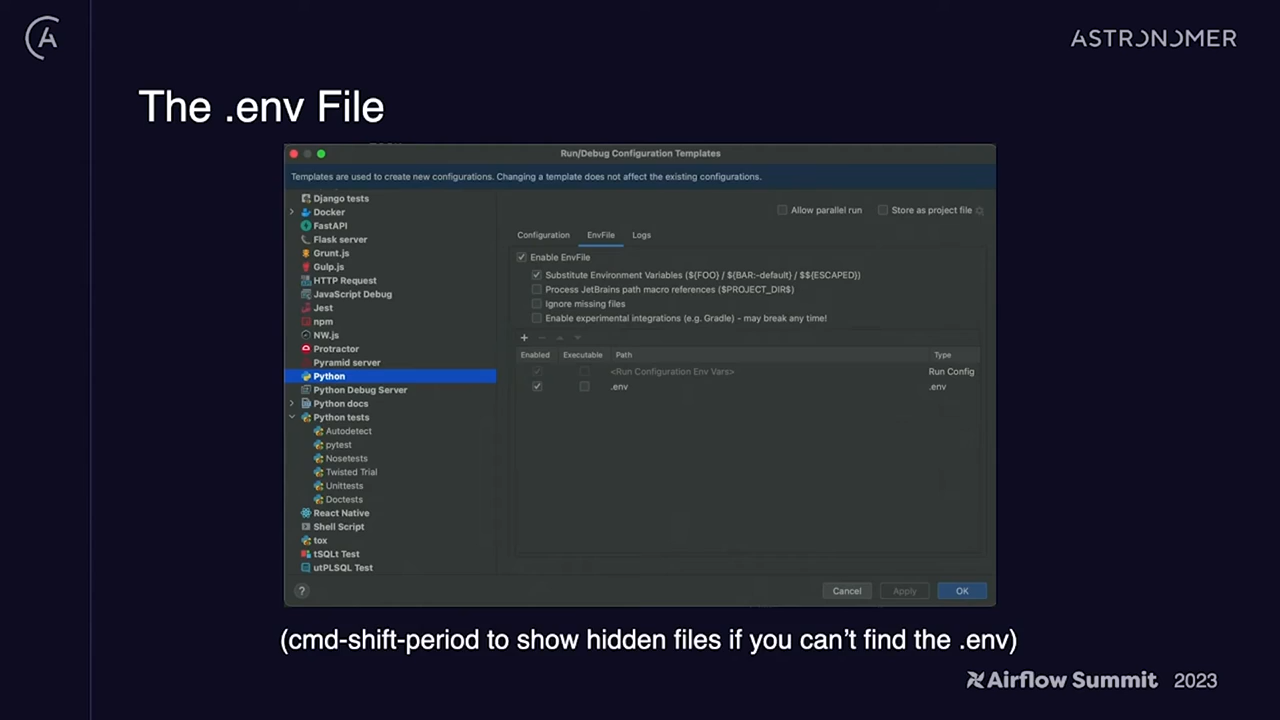 ASTRONOMER
The .env File
Run/Debug Configuration Templates
Templates are used to create new configurations. Changing a template does not affect the existing configurations.
Django tests
Docker
FastAPI
Flask server
Grunt.js
Gulp.js
HTTP Request
JavaScript Debug
Jest
npm
NW.js
Protractor
Pyramid server
Python
Python Debug Server
Python docs
Python tests
Autodetect
pytest
Nosetests
Twisted Trial
Unittests
Doctests
React Native
Shell Script
tox
tSQLt Test
utPLSQL Test
Allow parallel run Store as project file
Configuration EnvFile Logs
Enable EnvFile
Substitute Environment Variables (${FOO} / ${BAR:-default} / $${ESCAPED})
Process JetBrains path macro references ($PROJECT_DIR$)
Ignore missing files
Enable experimental integrations (e.g. Gradle) - may break any time!
Enabled Executable Path Type
<Run Configuration Env Vars> Run Config
.env .env
? Cancel Apply OK
(cmd-shift-period to show hidden files if you can’t find the .env)
Airflow Summit 2023